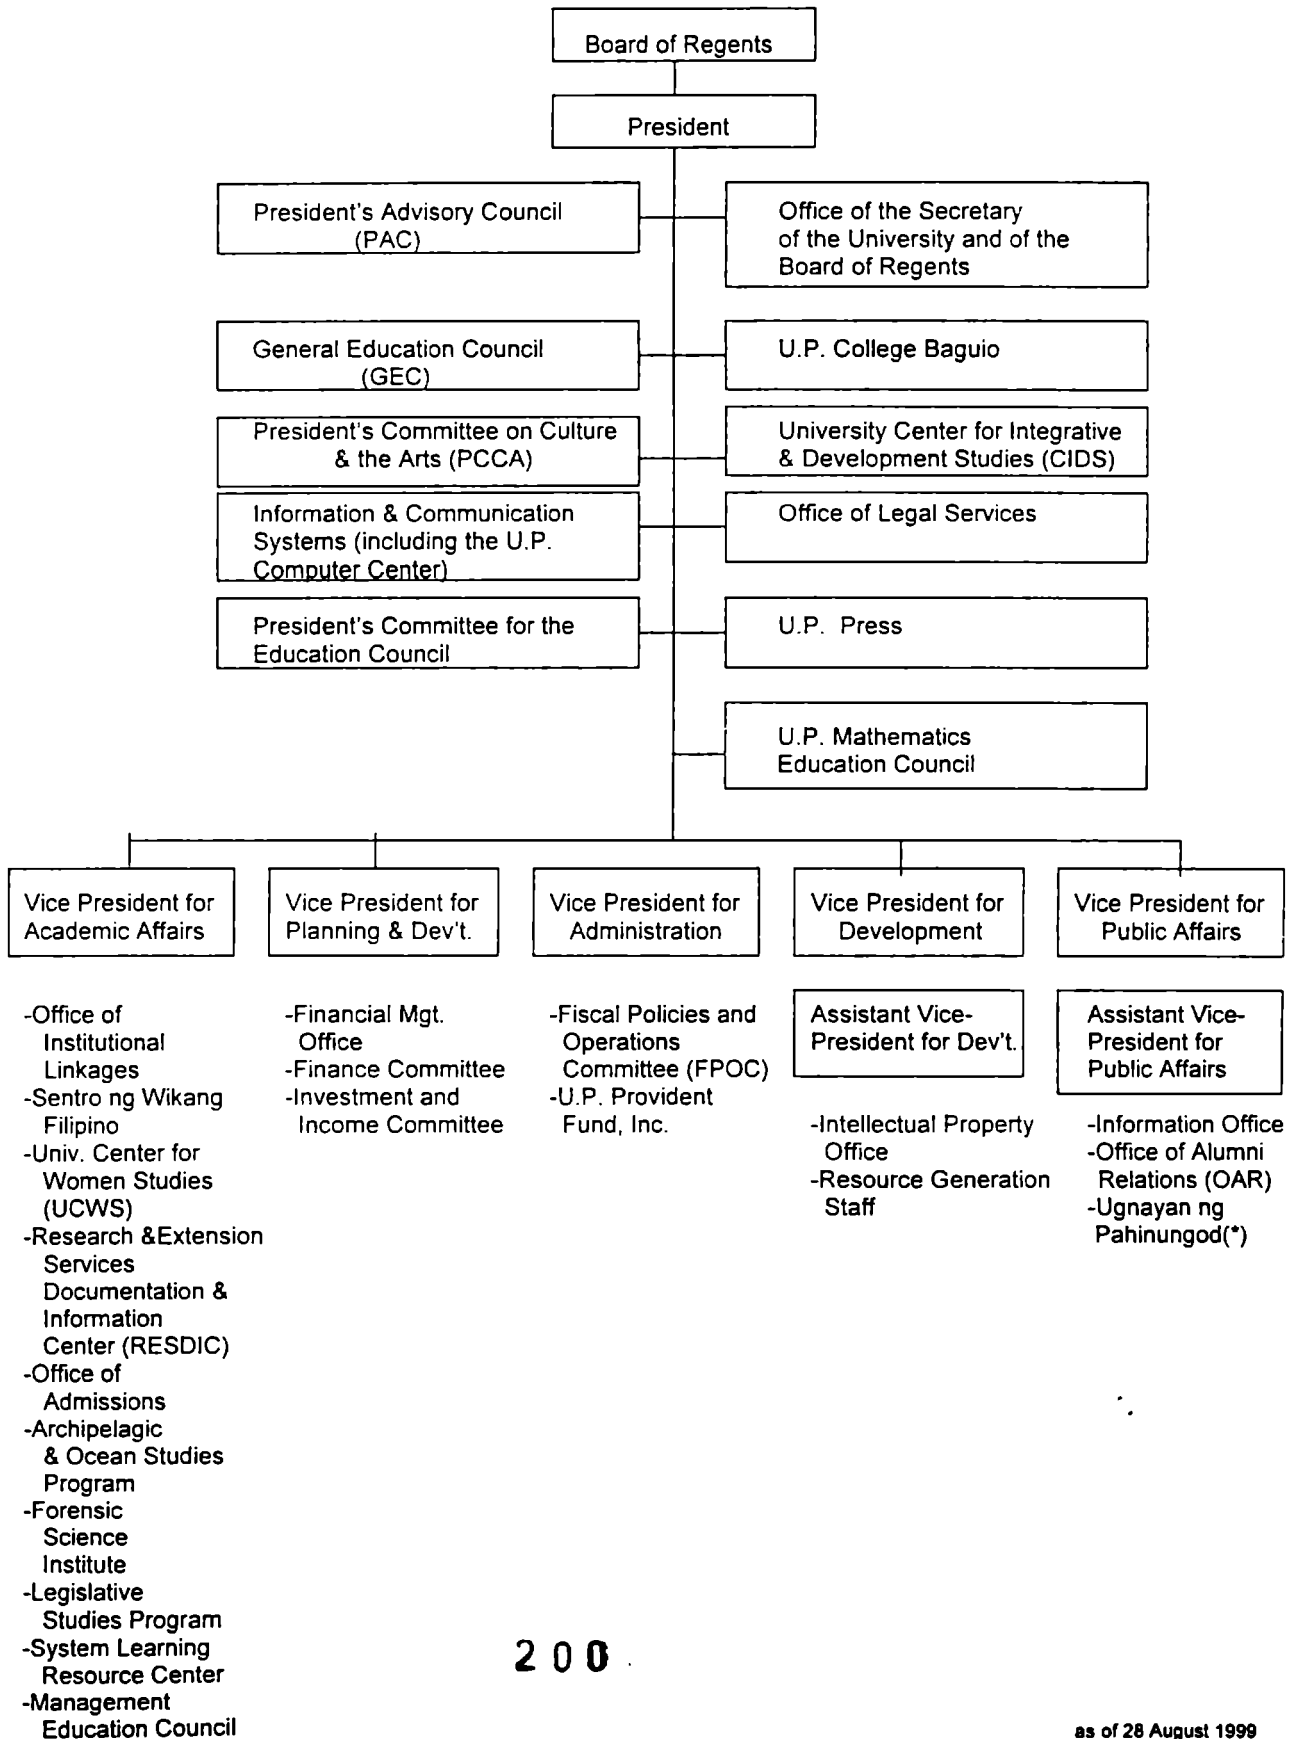 Board of Regents
President
President's Advisory Council
(PAC)
Office of the Secretary
of the University and of the
Board of Regents
General Education Council
(GEC)
U.P. College Baguio
President's Committee on Culture
& the Arts (PCCA)
University Center for Integrative
& Development Studies (CIDS)
Information & Communication
Systems (including the U.P.
Computer Center)
Office of Legal Services
President's Committee for the
Education Council
U.P. Press
U.P. Mathematics
Education Council
Vice President for
Academic Affairs
-Office of
Institutional
Linkages
-Sentro ng Wikang
Filipino
-Univ. Center for
Women Studies
(UCWS)
-Research &Extension
Services
Documentation &
Information
Center (RESDIC)
-Office of
Admissions
-Archipelagic
& Ocean Studies
Program
-Forensic
Science
Institute
-Legislative
Studies Program
-System Learning
Resource Center
-Management
Education Council
Vice President for
Planning & Dev't.
-Financial Mgt.
Office
-Finance Committee
-Investment and
Income Committee
Vice President for
Administration
-Fiscal Policies and
Operations
Committee (FPOC)
-U.P. Provident
Fund, Inc.
Vice President for
Development
Assistant Vice-
President for Dev't.
-Intellectual Property
Office
-Resource Generation
Staff
Vice President for
Public Affairs
Assistant Vice-
President for
Public Affairs
-Information Office
-Office of Alumni
Relations (OAR)
-Ugnayan ng
Pahinungod(*)
200
as of 28 August 1999